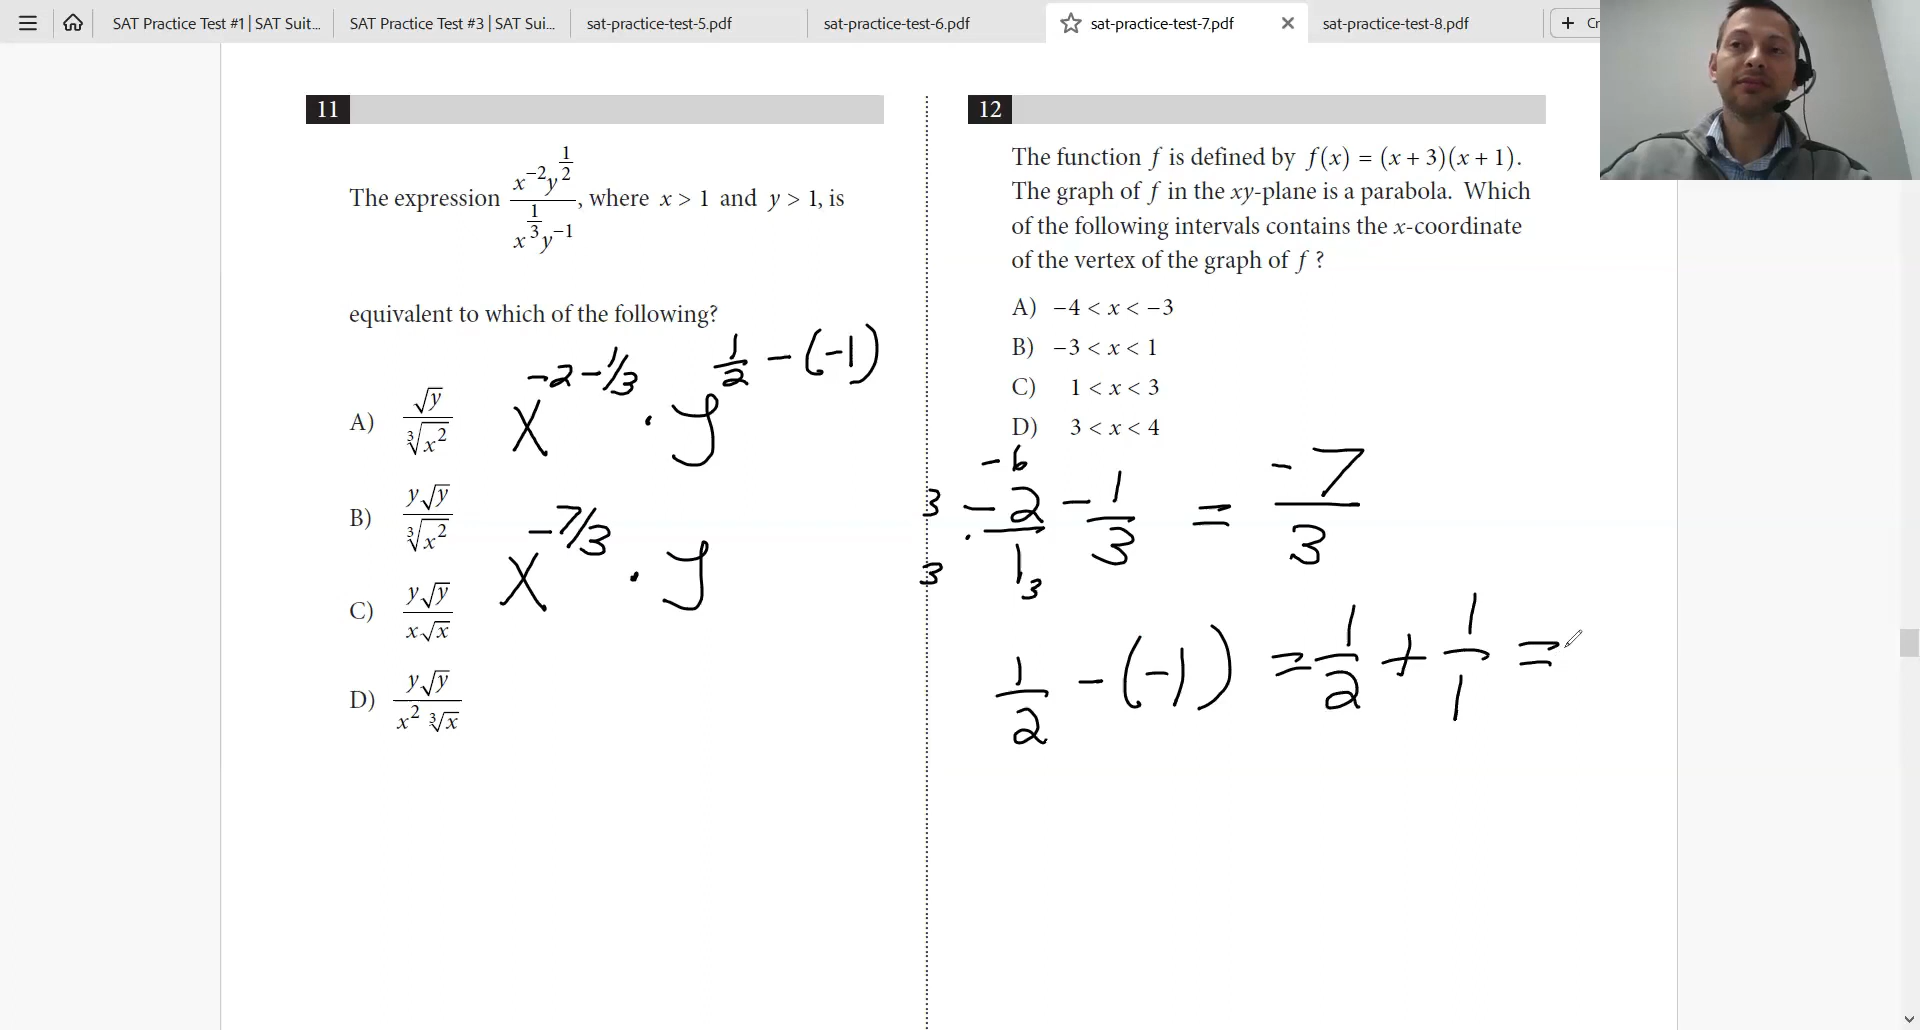 SAT Practice Test #1 | SAT Suit...
SAT Practice Test #3 | SAT Sui...
sat-practice-test-5.pdf
sat-practice-test-6.pdf
sat-practice-test-7.pdf
sat-practice-test-8.pdf
+ Cr
11
The expression x^{-2}y^{1/2} / x^{1/3}y^{-1}, where x > 1 and y > 1, is
equivalent to which of the following?
A) √y / ∛x²
B) y√y / ∛x²
C) y√y / x√x
D) y√y / x² ∛x
x^{-2-1/3} · y^{1/2-(-1)}
x^{-7/3} · y
12
The function f is defined by f(x) = (x + 3)(x + 1).
The graph of f in the xy-plane is a parabola. Which
of the following intervals contains the x-coordinate
of the vertex of the graph of f ?
A) −4 < x < −3
B) −3 < x < 1
C) 1 < x < 3
D) 3 < x < 4
-6
3/3 · -2/1 - 1/3 = -7/3
3
1/2 - (-1) = 1/2 + 1/1 =